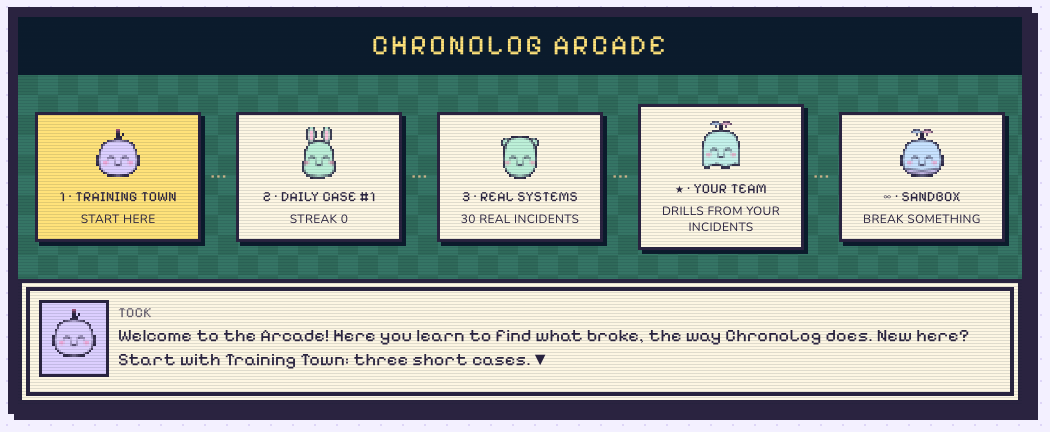 CHRONOLOG ARCADE
1 · TRAINING TOWN
START HERE
2 · DAILY CASE #1
STREAK 0
3 · REAL SYSTEMS
30 REAL INCIDENTS
★ · YOUR TEAM
DRILLS FROM YOUR
INCIDENTS
∞ · SANDBOX
BREAK SOMETHING
TOCK
Welcome to the Arcade! Here you learn to find what broke, the way ChronoLog does. New here?
Start with Training Town: three short cases. ▼